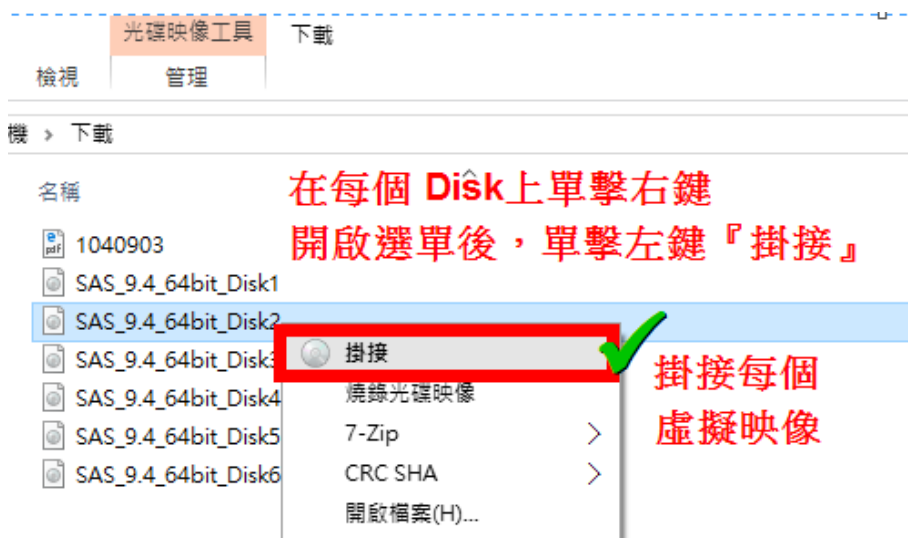 光碟映像工具 下載
檢視 管理
機 › 下載
名稱
在每個 Disk上單擊右鍵
開啟選單後，單擊左鍵『掛接』
1040903
SAS_9.4_64bit_Disk1
SAS_9.4_64bit_Disk2
SAS_9.4_64bit_Disk3
SAS_9.4_64bit_Disk4
SAS_9.4_64bit_Disk5
SAS_9.4_64bit_Disk6
掛接
燒錄光碟映像
7-Zip
CRC SHA
開啟檔案(H)...
掛接每個
虛擬映像